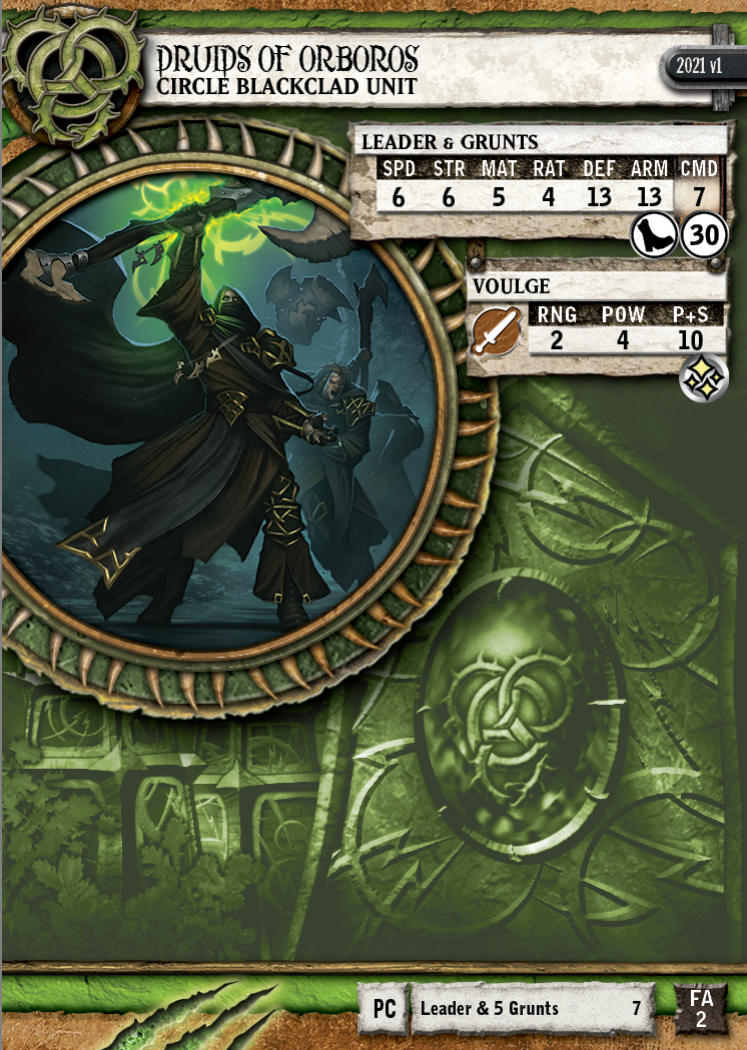 DRUIDS OF ORBOROS
CIRCLE BLACKCLAD UNIT
2021 v1
LEADER & GRUNTS
SPD STR MAT RAT DEF ARM CMD
6 6 5 4 13 13 7
30
VOULGE
RNG POW P+S
2 4 10
PC Leader & 5 Grunts 7
FA
2